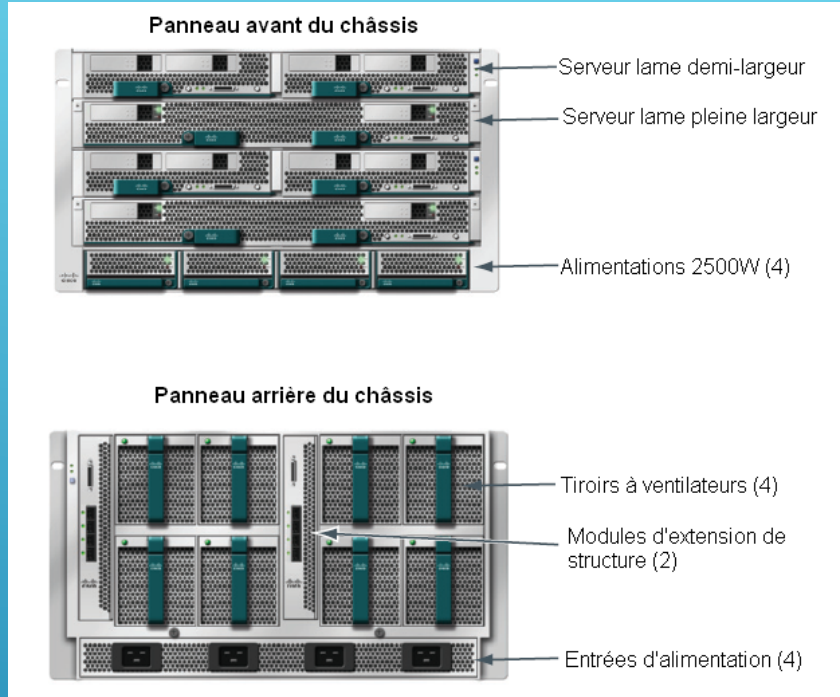 Panneau avant du châssis
Serveur lame demi-largeur
Serveur lame pleine largeur
Alimentations 2500W (4)
Panneau arrière du châssis
Tiroirs à ventilateurs (4)
Modules d'extension de
structure (2)
Entrées d'alimentation (4)